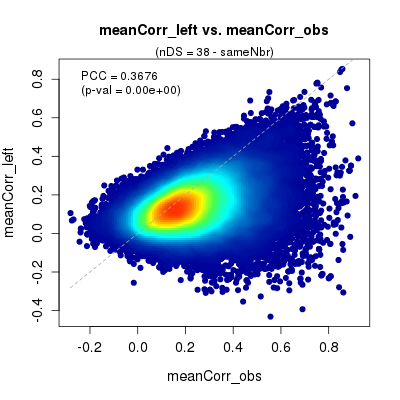 meanCorr_left vs. meanCorr_obs
(nDS = 38 - sameNbr)
PCC = 0.3676
(p-val = 0.00e+00)
meanCorr_left
0.8
0.6
0.4
0.2
0.0
-0.2
-0.4
-0.2 0.0 0.2 0.4 0.6 0.8
meanCorr_obs